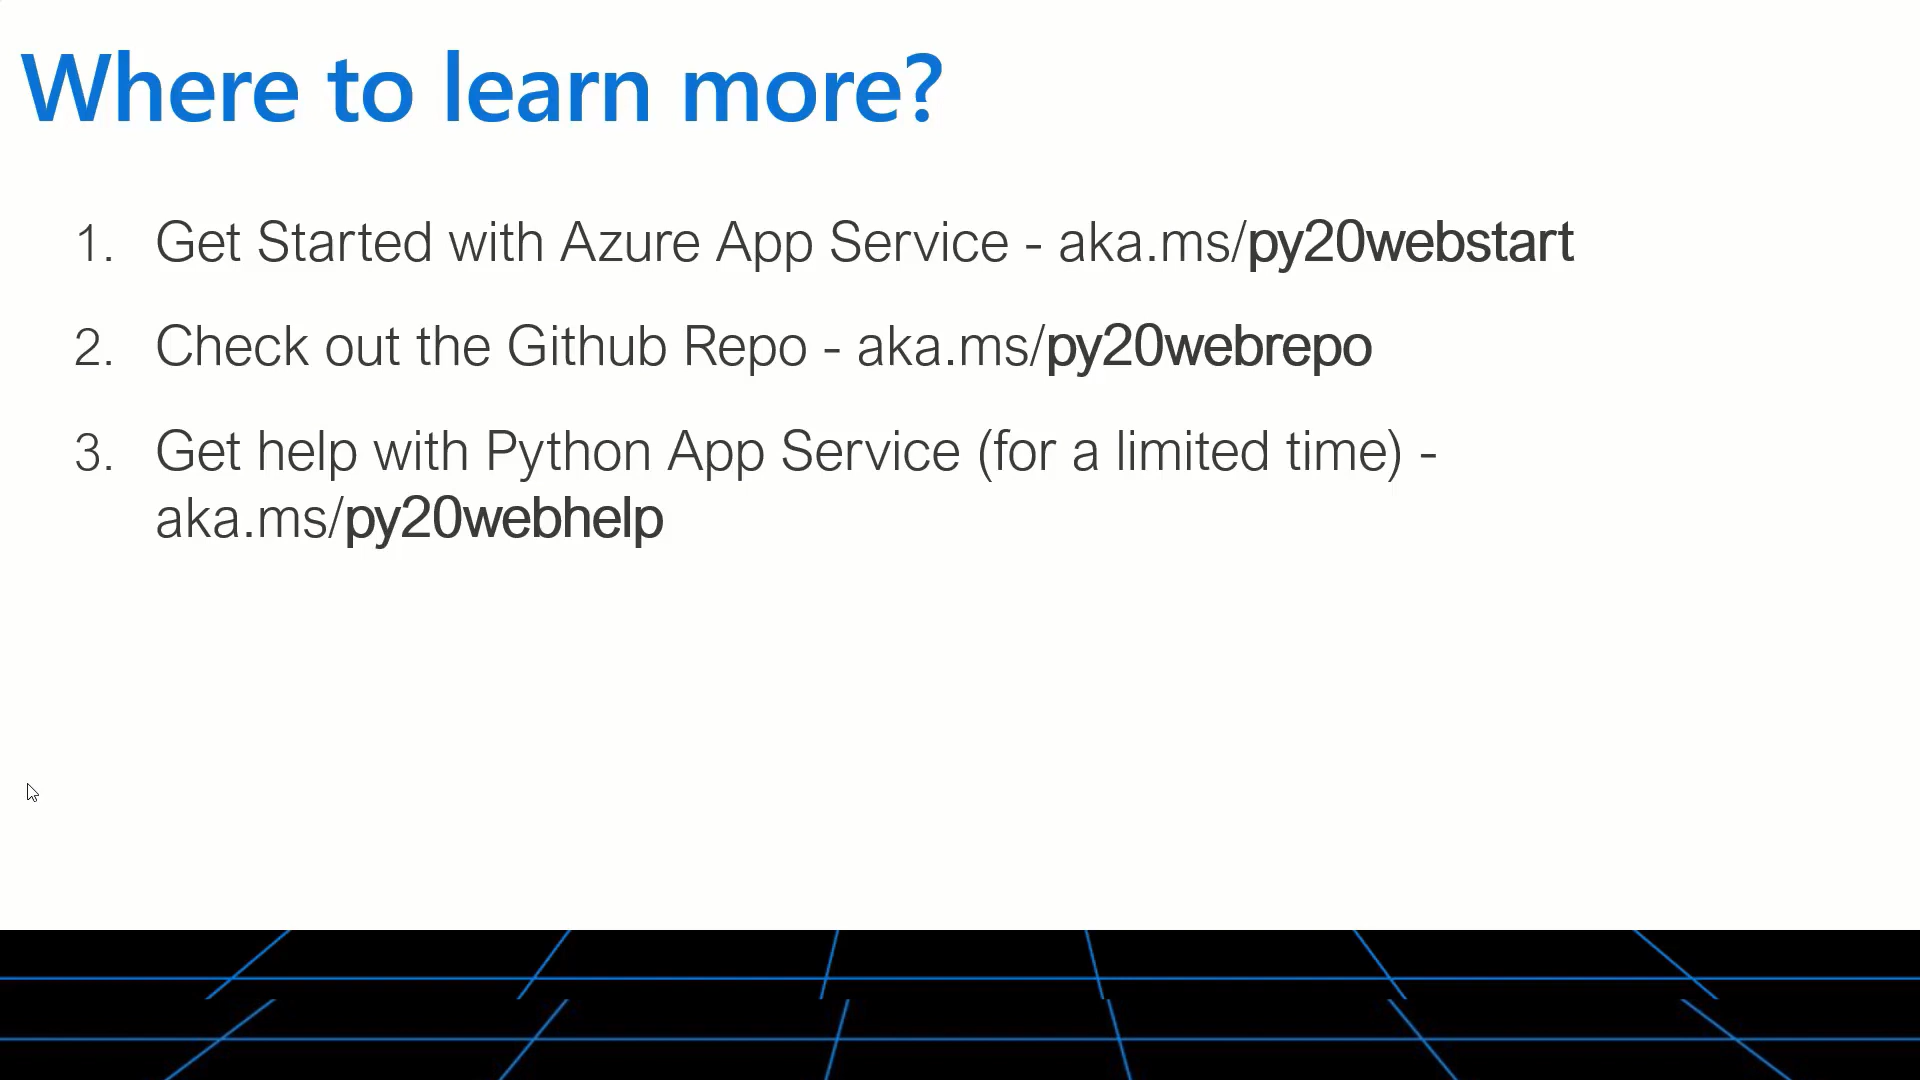 Where to learn more?
1. Get Started with Azure App Service - aka.ms/py20webstart
2. Check out the Github Repo - aka.ms/py20webrepo
3. Get help with Python App Service (for a limited time) -
aka.ms/py20webhelp